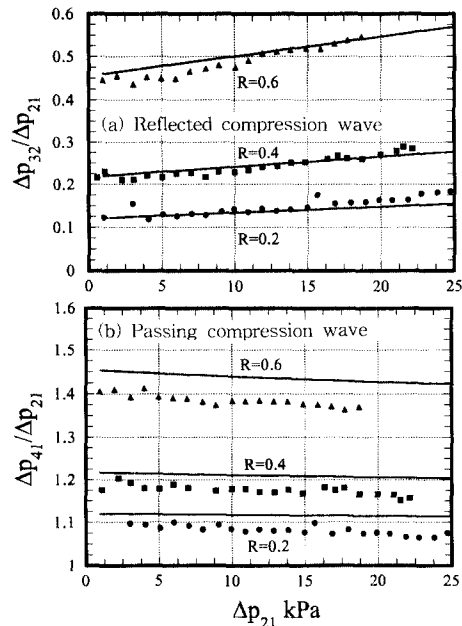 0.6
0.5
0.4
0.3
0.2
0.1
0
Δp32/Δp21
R=0.6
(a) Reflected compression wave
R=0.4
R=0.2
0 5 10 15 20 25
1.6
1.5
1.4
1.3
1.2
1.1
1
Δp41/Δp21
(b) Passing compression wave
R=0.6
R=0.4
R=0.2
0 5 10 15 20 25
Δp21 kPa